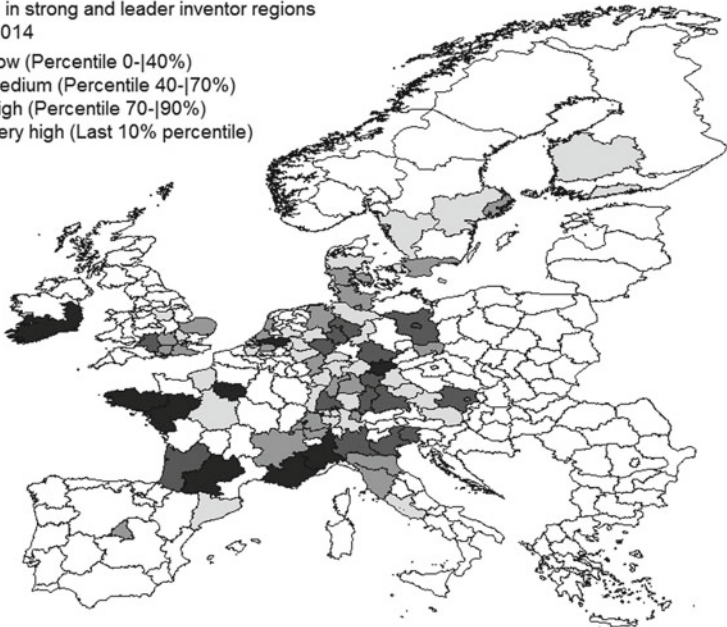 in strong and leader inventor regions
014
ow (Percentile 0-|40%)
edium (Percentile 40-|70%)
igh (Percentile 70-|90%)
ery high (Last 10% percentile)